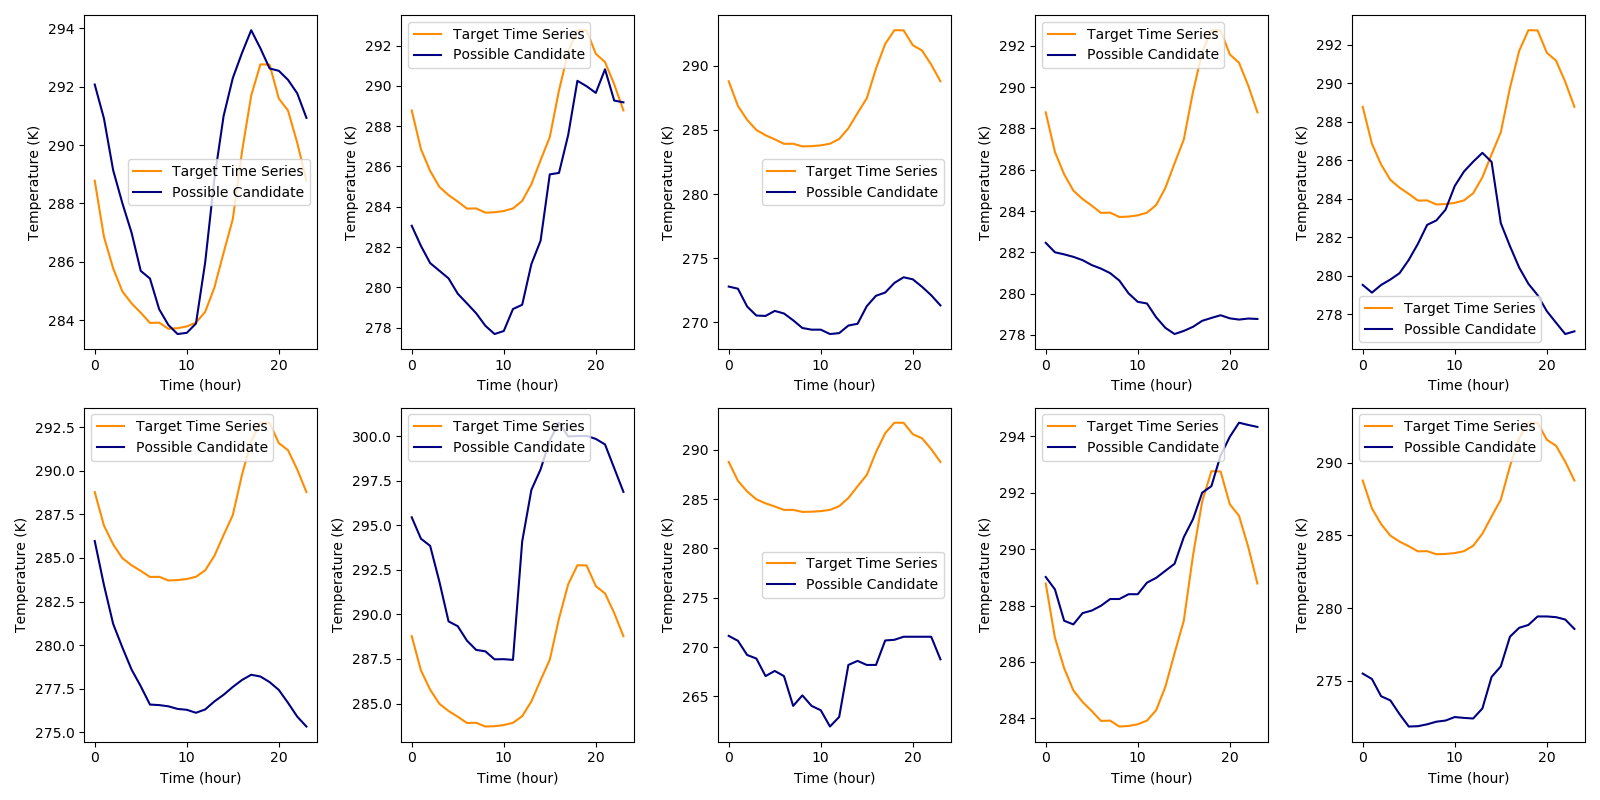 294
292
290
288
286
284
Temperature (K)
Target Time Series
Possible Candidate
0
10
20
Time (hour)
292
290
288
286
284
282
280
278
Temperature (K)
Target Time Series
Possible Candidate
0
10
20
Time (hour)
290
285
280
275
270
Temperature (K)
Target Time Series
Possible Candidate
0
10
20
Time (hour)
292
290
288
286
284
282
280
278
Temperature (K)
Target Time Series
Possible Candidate
0
10
20
Time (hour)
292
290
288
286
284
282
280
278
Temperature (K)
Target Time Series
Possible Candidate
0
10
20
Time (hour)
292.5
290.0
287.5
285.0
282.5
280.0
277.5
275.0
Temperature (K)
Target Time Series
Possible Candidate
0
10
20
Time (hour)
300.0
297.5
295.0
292.5
290.0
287.5
285.0
Temperature (K)
Target Time Series
Possible Candidate
0
10
20
Time (hour)
290
285
280
275
270
265
Temperature (K)
Target Time Series
Possible Candidate
0
10
20
Time (hour)
294
292
290
288
286
284
Temperature (K)
Target Time Series
Possible Candidate
0
10
20
Time (hour)
290
285
280
275
Temperature (K)
Target Time Series
Possible Candidate
0
10
20
Time (hour)